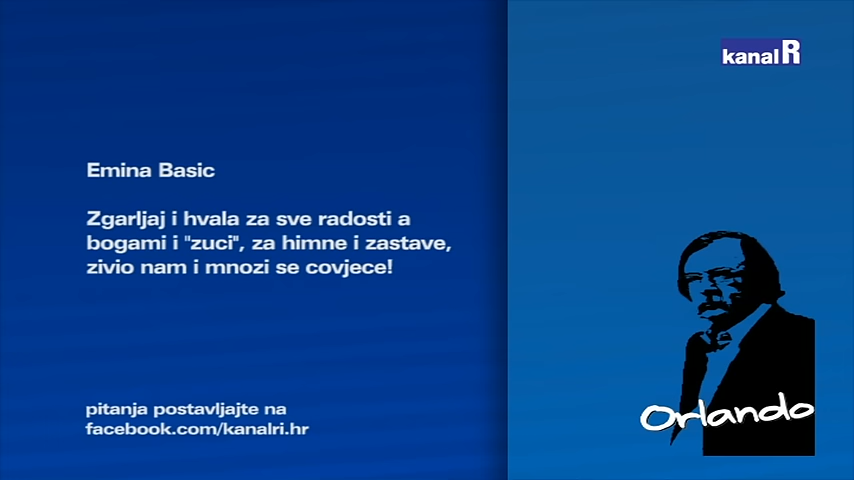 kanal R
Emina Basic
Zgarljaj i hvala za sve radosti a
bogami i "zuci", za himne i zastave,
zivio nam i mnozi se covjece!
pitanja postavljajte na
facebook.com/kanalri.hr
Orlando